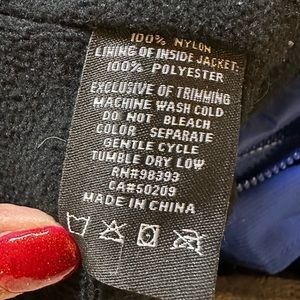 100% NYLON
LINING OF INSIDE JACKET:
100% POLYESTER
EXCLUSIVE OF TRIMMING
MACHINE WASH COLD
DO NOT BLEACH
COLOR SEPARATE
GENTLE CYCLE
TUMBLE DRY LOW
RN#98393
CA#50209
MADE IN CHINA